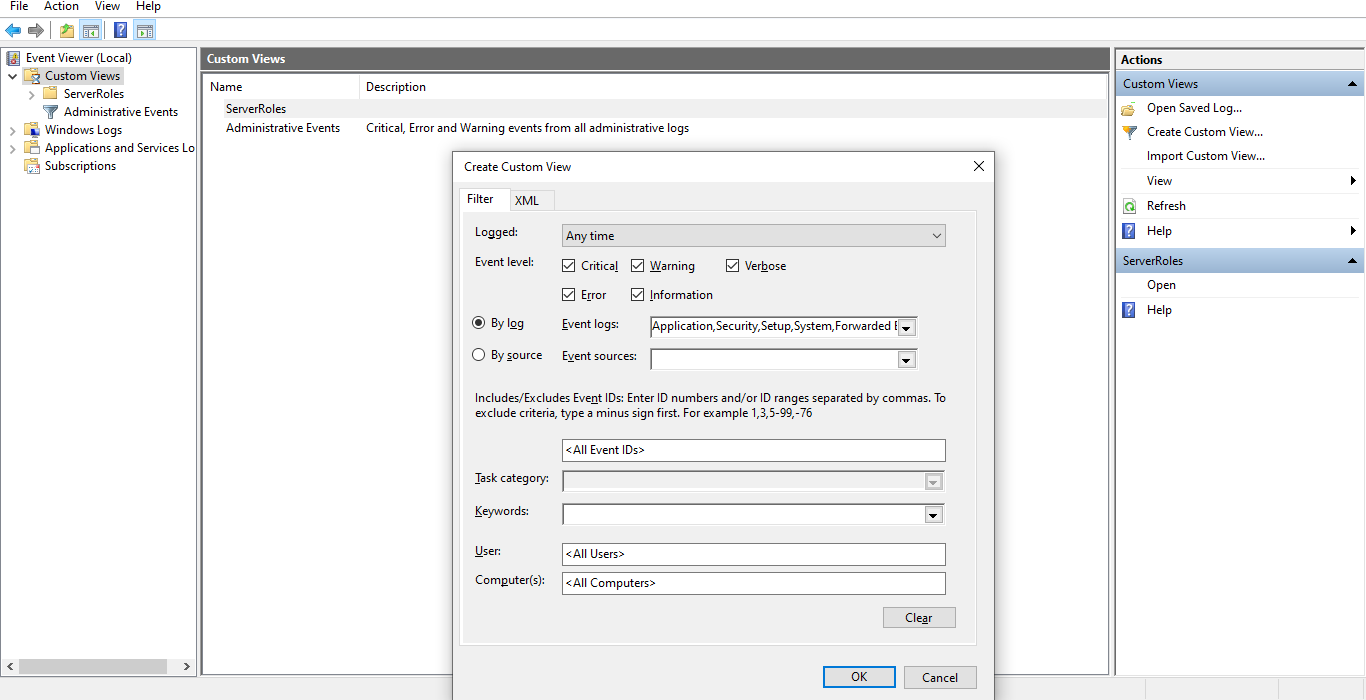 File Action View Help
Event Viewer (Local)
Custom Views
ServerRoles
Administrative Events
Windows Logs
Applications and Services Lo
Subscriptions
Custom Views
Name Description
ServerRoles
Administrative Events Critical, Error and Warning events from all administrative logs
Create Custom View
Filter XML
Logged: Any time
Event level: Critical Warning Verbose
Error Information
By log Event logs: Application,Security,Setup,System,Forwarded E
By source Event sources:
Includes/Excludes Event IDs: Enter ID numbers and/or ID ranges separated by commas. To
exclude criteria, type a minus sign first. For example 1,3,5-99,-76
<All Event IDs>
Task category:
Keywords:
User: <All Users>
Computer(s): <All Computers>
Clear
OK Cancel
Actions
Custom Views
Open Saved Log...
Create Custom View...
Import Custom View...
View
Refresh
Help
ServerRoles
Open
Help